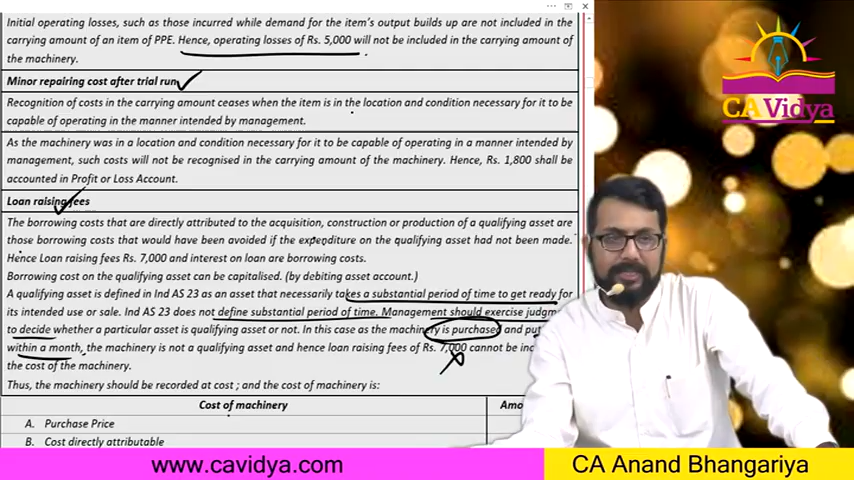 Initial operating losses, such as those incurred while demand for the item's output builds up are not included in the
carrying amount of an item of PPE. Hence, operating losses of Rs. 5,000 will not be included in the carrying amount of
the machinery.
Minor repairing cost after trial run
Recognition of costs in the carrying amount ceases when the item is in the location and condition necessary for it to be
capable of operating in the manner intended by management.
As the machinery was in a location and condition necessary for it to be capable of operating in a manner intended by
management, such costs will not be recognised in the carrying amount of the machinery. Hence, Rs. 1,800 shall be
accounted in Profit or Loss Account.
Loan raising fees
The borrowing costs that are directly attributed to the acquisition, construction or production of a qualifying asset are
those borrowing costs that would have been avoided if the expenditure on the qualifying asset had not been made.
Hence Loan raising fees Rs. 7,000 and interest on loan are borrowing costs.
Borrowing cost on the qualifying asset can be capitalised. (by debiting asset account.)
A qualifying asset is defined in Ind AS 23 as an asset that necessarily takes a substantial period of time to get ready for
its intended use or sale. Ind AS 23 does not define substantial period of time. Management should exercise judgm
to decide whether a particular asset is qualifying asset or not. In this case as the machinery is purchased and put
within a month, the machinery is not a qualifying asset and hence loan raising fees of Rs. 7,000 cannot be inc
the cost of the machinery.
Thus, the machinery should be recorded at cost ; and the cost of machinery is:
Cost of machinery Amo
A. Purchase Price
B. Cost directly attributable
CA Vidya
www.cavidya.com
CA Anand Bhangariya